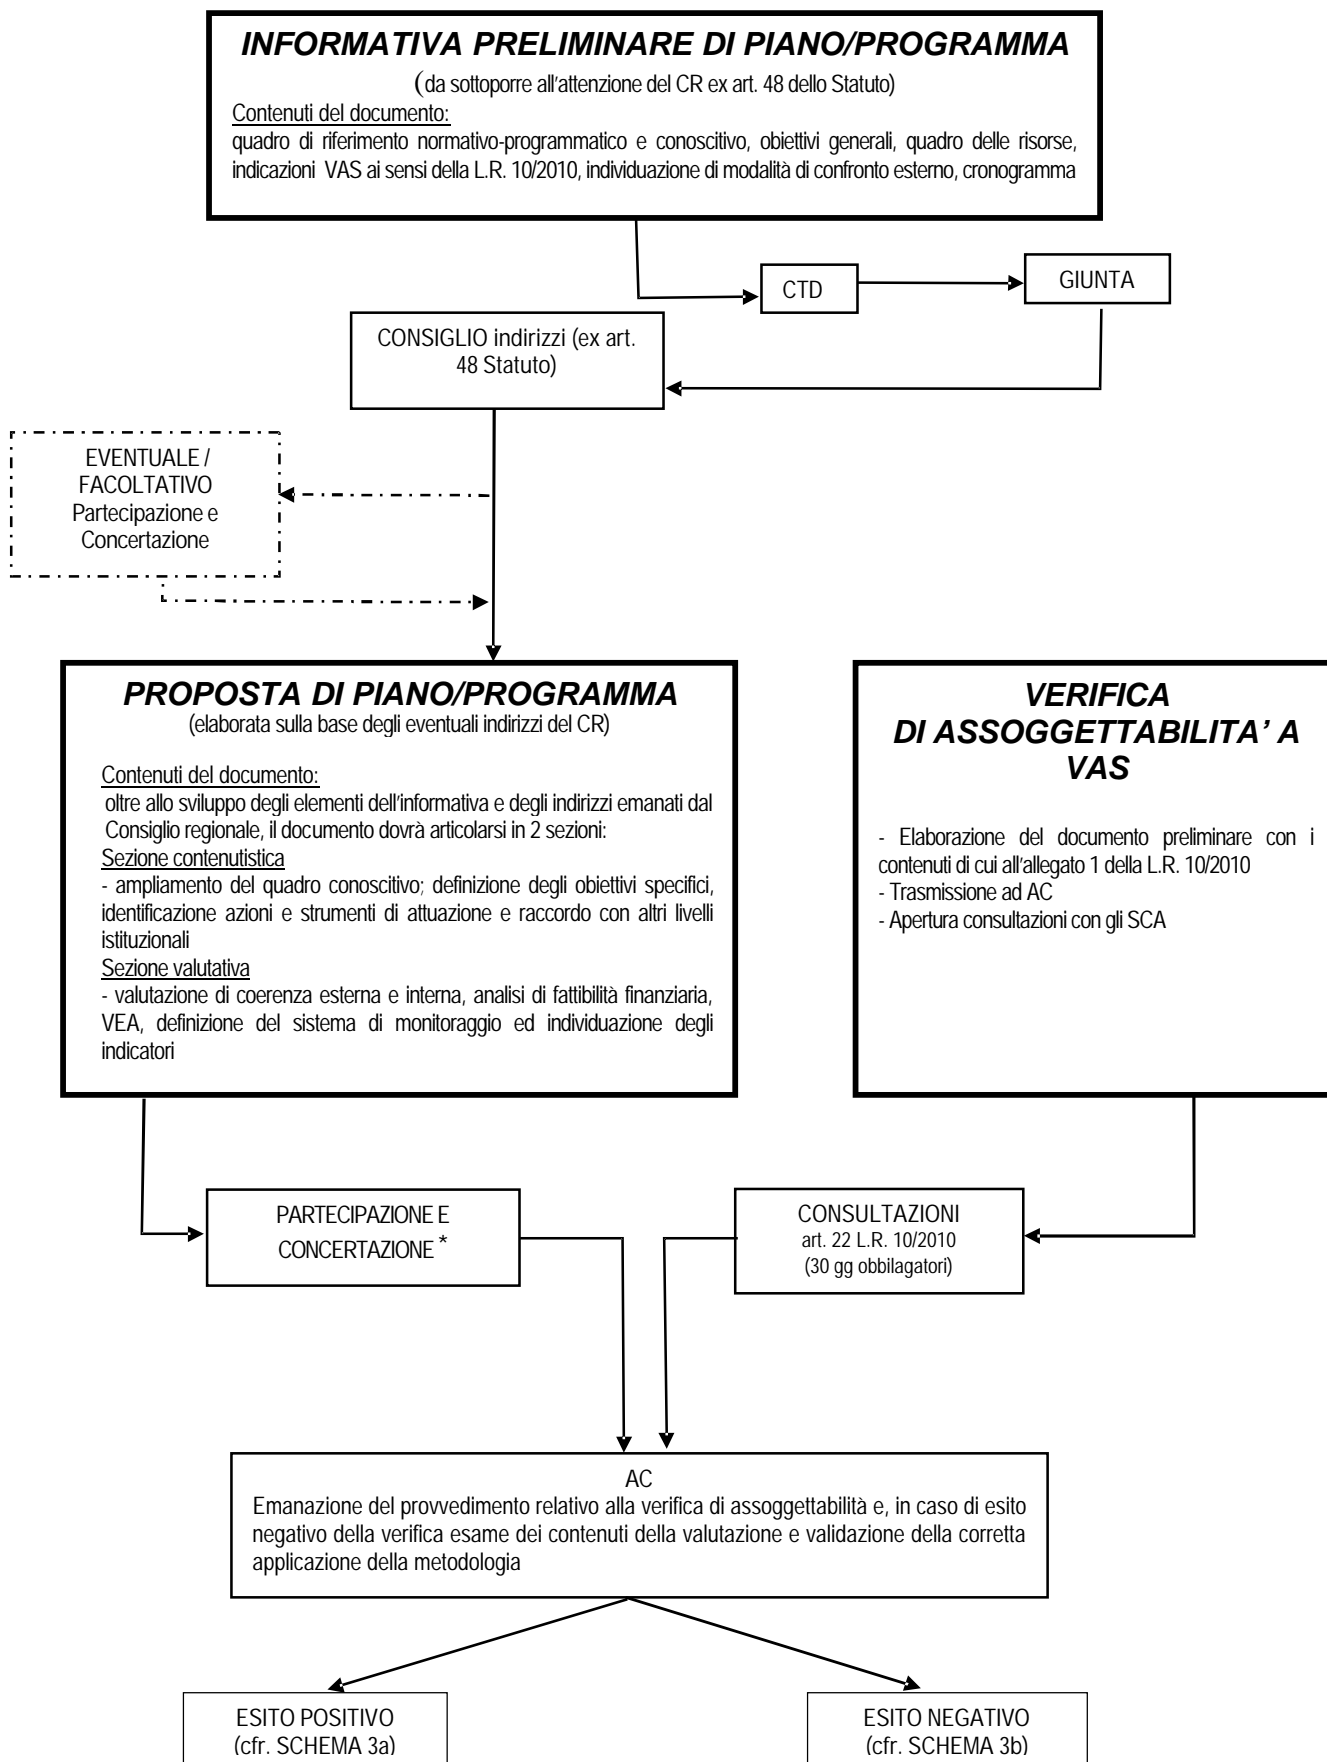 INFORMATIVA PRELIMINARE DI PIANO/PROGRAMMA
(da sottoporre all'attenzione del CR ex art. 48 dello Statuto)
Contenuti del documento:
quadro di riferimento normativo-programmatico e conoscitivo, obiettivi generali, quadro delle risorse,
indicazioni VAS ai sensi della L.R. 10/2010, individuazione di modalità di confronto esterno, cronogramma
CTD
GIUNTA
CONSIGLIO indirizzi (ex art.
48 Statuto)
EVENTUALE /
FACOLTATIVO
Partecipazione e
Concertazione
PROPOSTA DI PIANO/PROGRAMMA
(elaborata sulla base degli eventuali indirizzi del CR)
Contenuti del documento:
oltre allo sviluppo degli elementi dell'informativa e degli indirizzi emanati dal
Consiglio regionale, il documento dovrà articolarsi in 2 sezioni:
Sezione contenutistica
- ampliamento del quadro conoscitivo; definizione degli obiettivi specifici,
identificazione azioni e strumenti di attuazione e raccordo con altri livelli
istituzionali
Sezione valutativa
- valutazione di coerenza esterna e interna, analisi di fattibilità finanziaria,
VEA, definizione del sistema di monitoraggio ed individuazione degli
indicatori
VERIFICA
DI ASSOGGETTABILITA' A
VAS
- Elaborazione del documento preliminare con i
contenuti di cui all'allegato 1 della L.R. 10/2010
- Trasmissione ad AC
- Apertura consultazioni con gli SCA
PARTECIPAZIONE E
CONCERTAZIONE *
CONSULTAZIONI
art. 22 L.R. 10/2010
(30 gg obbilagatori)
AC
Emanazione del provvedimento relativo alla verifica di assoggettabilità e, in caso di esito
negativo della verifica esame dei contenuti della valutazione e validazione della corretta
applicazione della metodologia
ESITO POSITIVO
(cfr. SCHEMA 3a)
ESITO NEGATIVO
(cfr. SCHEMA 3b)